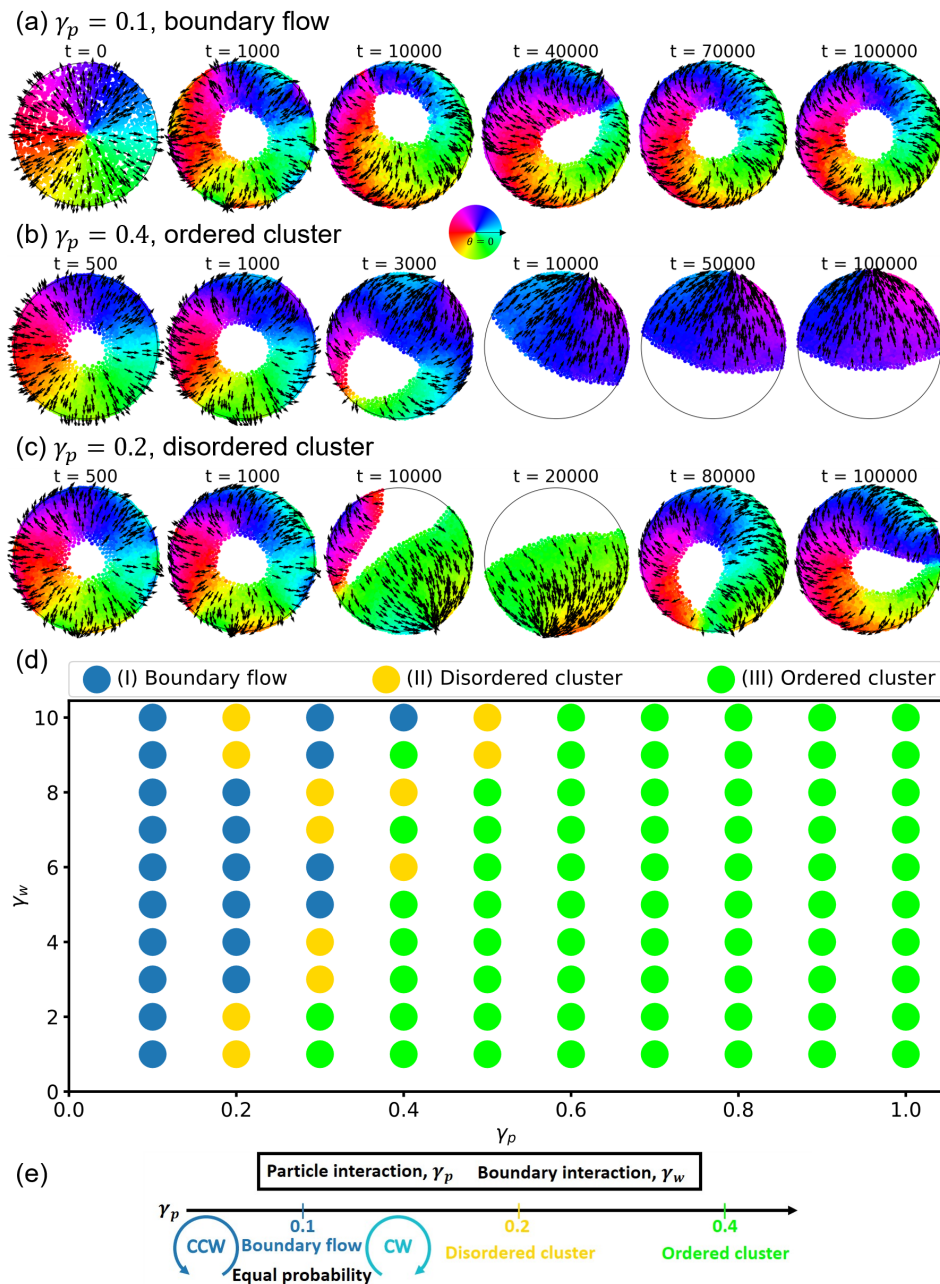 (a) γp = 0.1, boundary flow
t = 0 t = 1000 t = 10000 t = 40000 t = 70000 t = 100000
(b) γp = 0.4, ordered cluster
θ = 0
t = 500 t = 1000 t = 3000 t = 10000 t = 50000 t = 100000
(c) γp = 0.2, disordered cluster
t = 500 t = 1000 t = 10000 t = 20000 t = 80000 t = 100000
(d)
(I) Boundary flow (II) Disordered cluster (III) Ordered cluster
10
8
6
γw
4
2
0
0.0 0.2 0.4 0.6 0.8 1.0
γp
(e)
Particle interaction, γp Boundary interaction, γw
γp
0.1 0.2 0.4
CCW Boundary flow CW Disordered cluster Ordered cluster
Equal probability